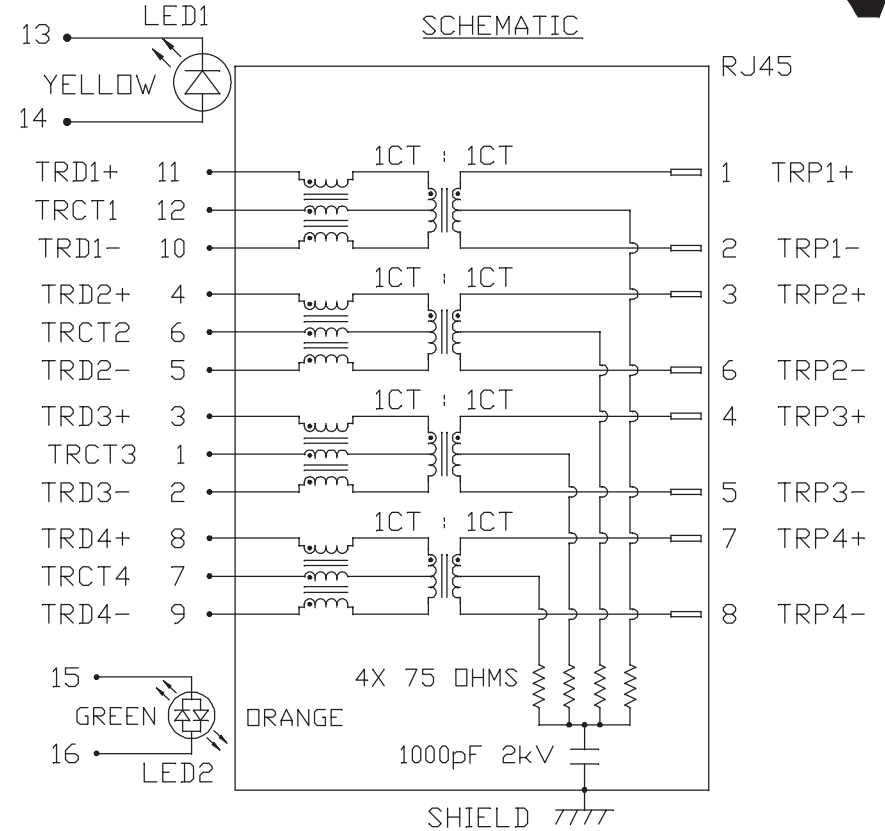 SCHEMATIC
LED1
13
YELLOW
14
RJ45
1CT : 1CT
TRD1+ 11 1 TRP1+
TRCT1 12
TRD1- 10 2 TRP1-
1CT : 1CT
TRD2+ 4 3 TRP2+
TRCT2 6
TRD2- 5 6 TRP2-
1CT : 1CT
TRD3+ 3 4 TRP3+
TRCT3 1
TRD3- 2 5 TRP3-
1CT : 1CT
TRD4+ 8 7 TRP4+
TRCT4 7
TRD4- 9 8 TRP4-
15
4X 75 OHMS
GREEN ORANGE
16
1000pF 2kV
LED2
SHIELD